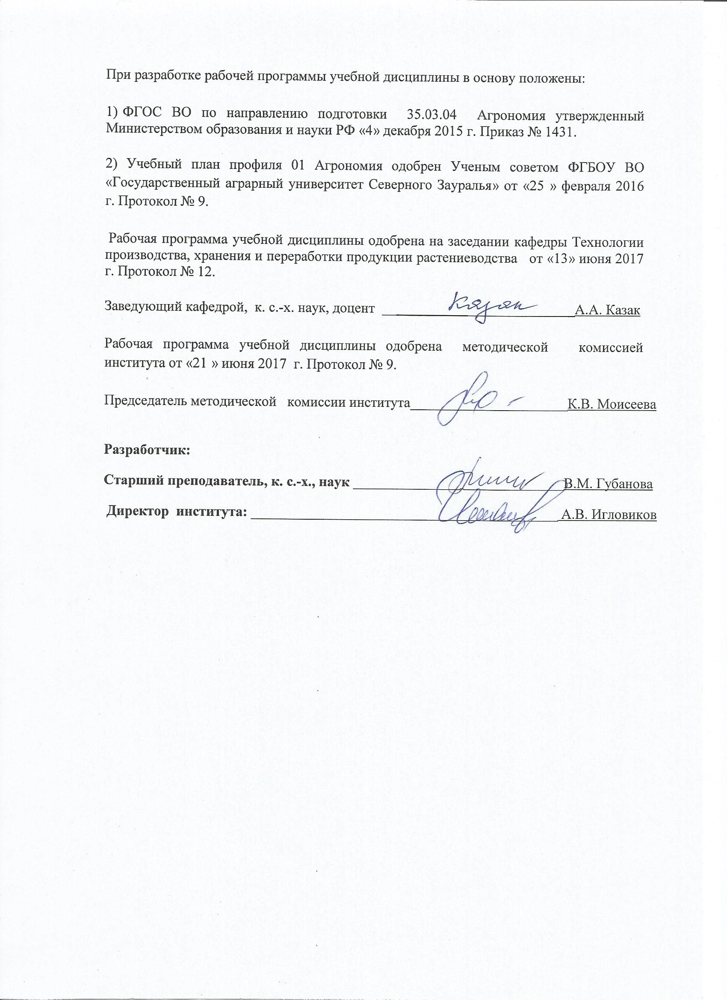 При разработке рабочей программы учебной дисциплины в основу положены:
1) ФГОС ВО по направлению подготовки 35.03.04 Агрономия утвержденный
Министерством образования и науки РФ «4» декабря 2015 г. Приказ № 1431.
2) Учебный план профиля 01 Агрономия одобрен Ученым советом ФГБОУ ВО
«Государственный аграрный университет Северного Зауралья» от «25 » февраля 2016
г. Протокол № 9.
Рабочая программа учебной дисциплины одобрена на заседании кафедры Технологии
производства, хранения и переработки продукции растениеводства от «13» июня 2017
г. Протокол № 12.
Заведующий кафедрой, к. с.-х. наук, доцент Казак А.А. Казак
Рабочая программа учебной дисциплины одобрена методической комиссией
института от «21 » июня 2017 г. Протокол № 9.
Председатель методической комиссии института К.В. Моисеева
Разработчик:
Старший преподаватель, к. с.-х., наук В.М. Губанова
Директор института: А.В. Игловиков